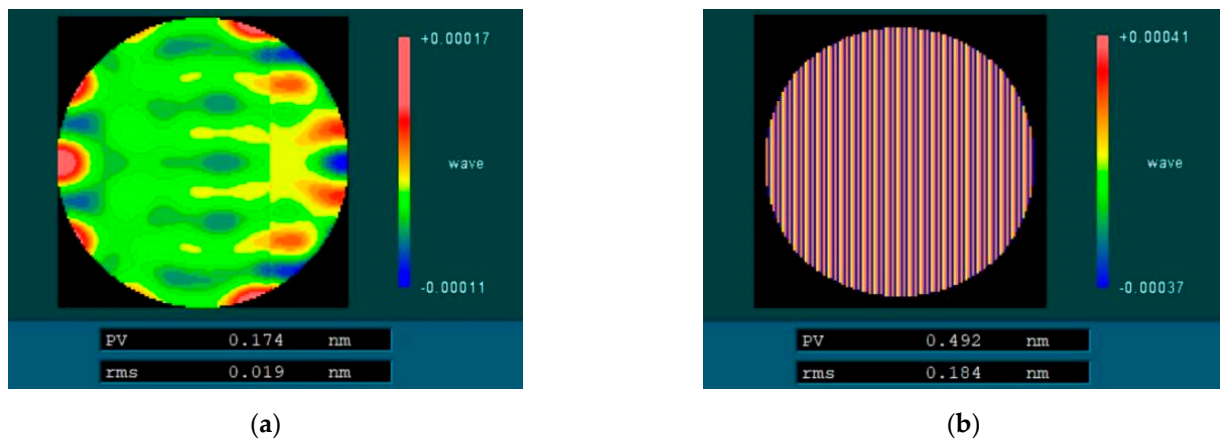 +0.00017
wave
-0.00011
PV 0.174 nm
rms 0.019 nm
(a)
+0.00041
wave
-0.00037
PV 0.492 nm
rms 0.184 nm
(b)